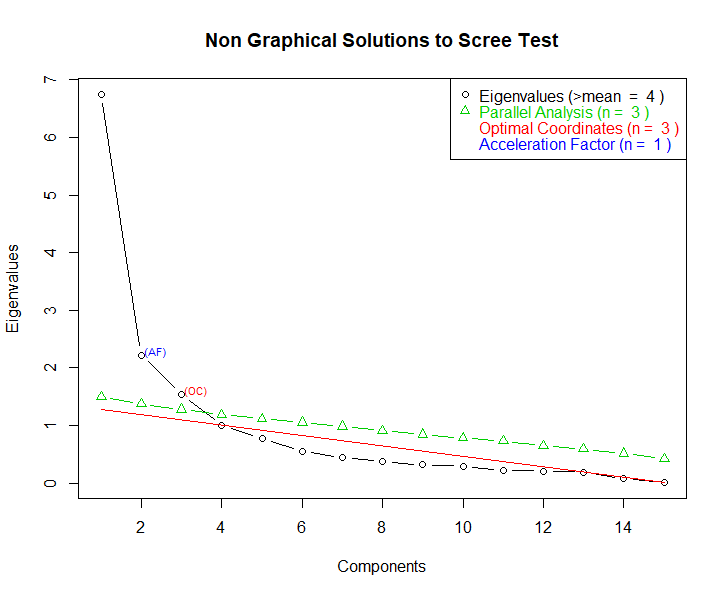 Non Graphical Solutions to Scree Test
Eigenvalues (>mean = 4 )
Parallel Analysis (n = 3 )
Optimal Coordinates (n = 3 )
Acceleration Factor (n = 1 )
7
6
5
4
3
2
1
0
Eigenvalues
(AF)
(OC)
2 4 6 8 10 12 14
Components